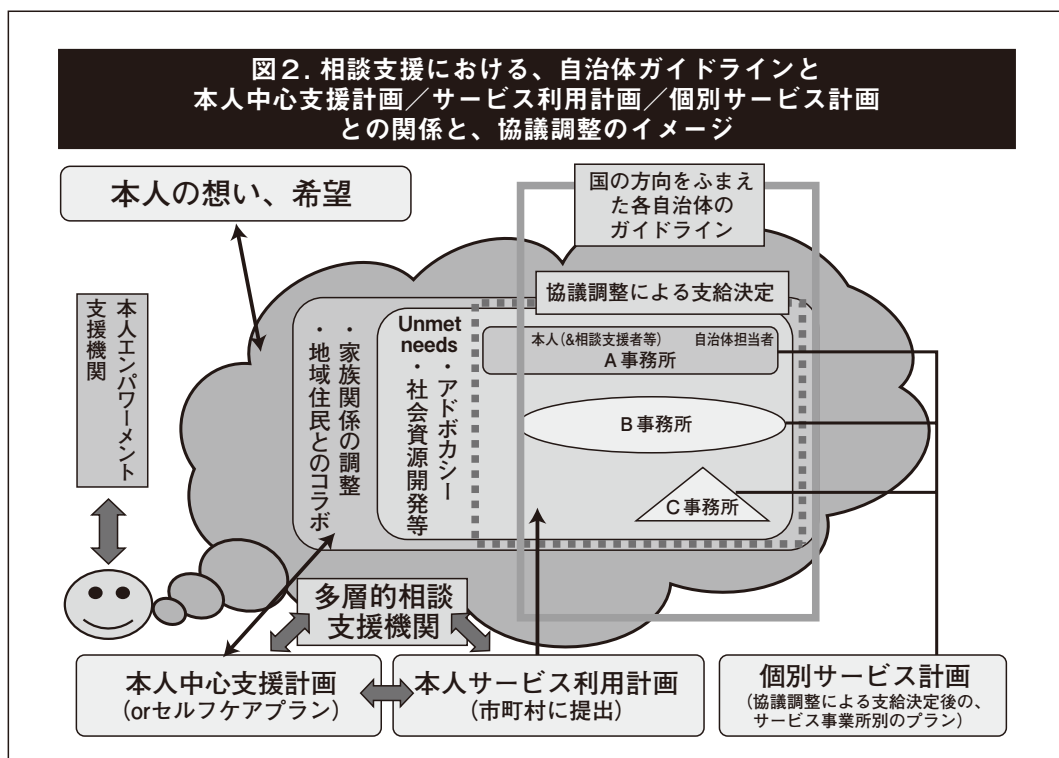 図２．相談支援における、自治体ガイドラインと
本人中心支援計画／サービス利用計画／個別サービス計画
との関係と、協議調整のイメージ
本人の想い、希望
国の方向をふまえ
た各自治体の
ガイドライン
協議調整による支給決定
本人エンパワーメント
支援機関
・家族関係の調整
・地域住民とのコラボ
Unmet
needs
・アドボカシー
・社会資源開発等
本人(&相談支援者等)　自治体担当者
A 事務所
B 事務所
C 事務所
多層的相談
支援機関
本人中心支援計画
(orセルフケアプラン)
本人サービス利用計画
(市町村に提出)
個別サービス計画
(協議調整による支給決定後の、
サービス事業所別のプラン)